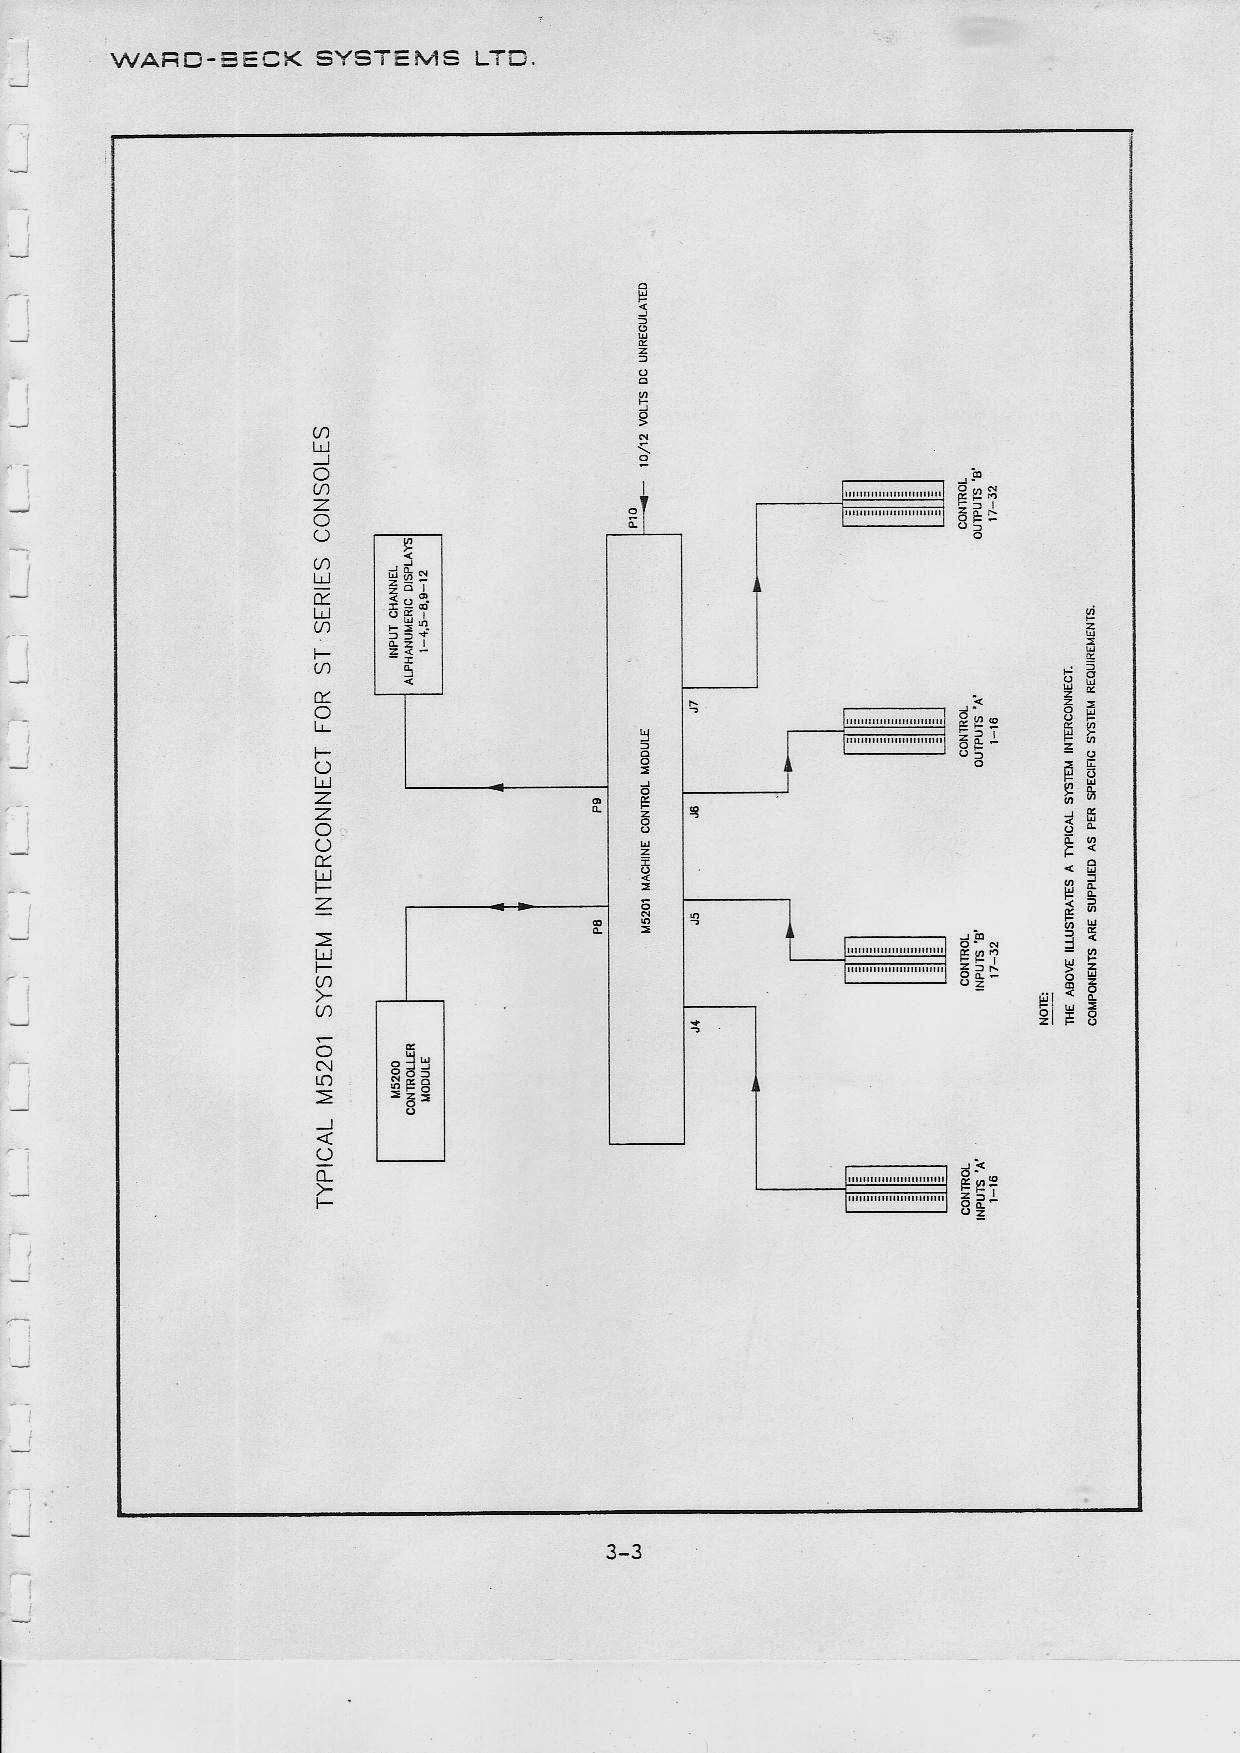 WARD-BECK SYSTEMS LTD.
TYPICAL M5201 SYSTEM INTERCONNECT FOR ST SERIES CONSOLES
M5200
CONTROLLER
MODULE
INPUT CHANNEL
ALPHANUMERIC DISPLAYS
1-4,5-8,9-12
P8
P9
P10
10/12 VOLTS DC UNREGULATED
M5201 MACHINE CONTROL MODULE
J4
J5
J6
J7
CONTROL
INPUTS 'A'
1-16
CONTROL
INPUTS 'B'
17-32
CONTROL
OUTPUTS 'A'
1-16
CONTROL
OUTPUTS 'B'
17-32
NOTE:
THE ABOVE ILLUSTRATES A TYPICAL SYSTEM INTERCONNECT.
COMPONENTS ARE SUPPLIED AS PER SPECIFIC SYSTEM REQUIREMENTS.
3-3